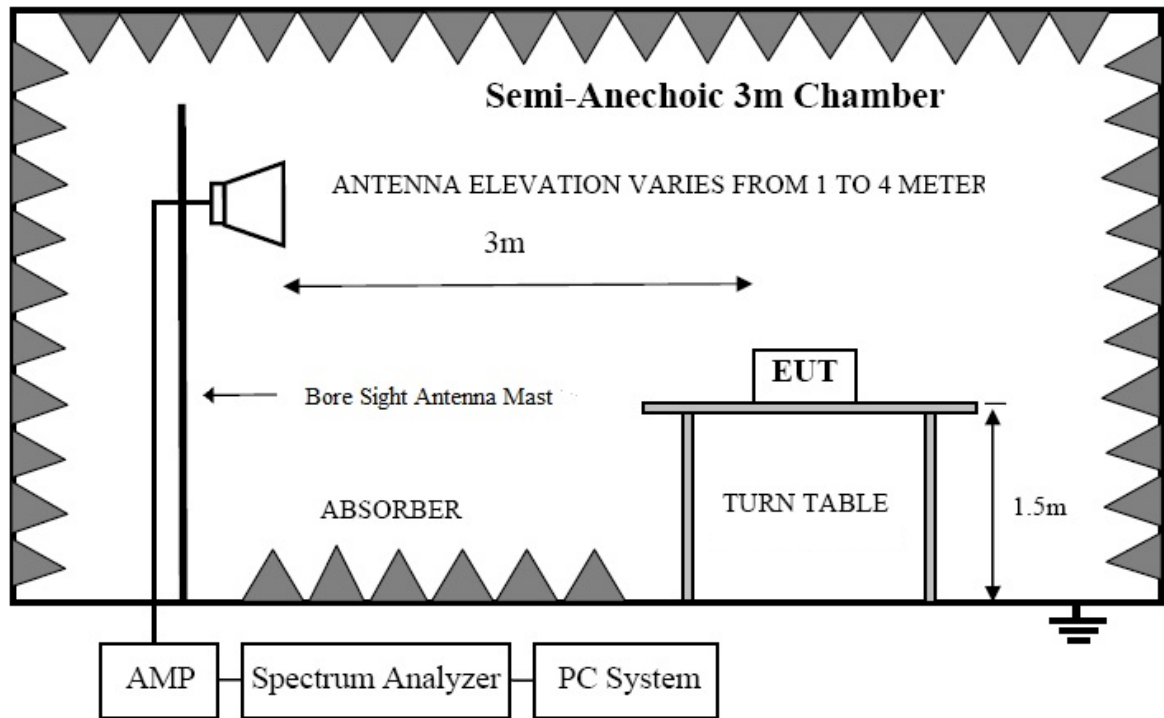 Semi-Anechoic 3m Chamber
ANTENNA ELEVATION VARIES FROM 1 TO 4 METER
3m
EUT
Bore Sight Antenna Mast
ABSORBER
TURN TABLE
1.5m
AMP
Spectrum Analyzer
PC System